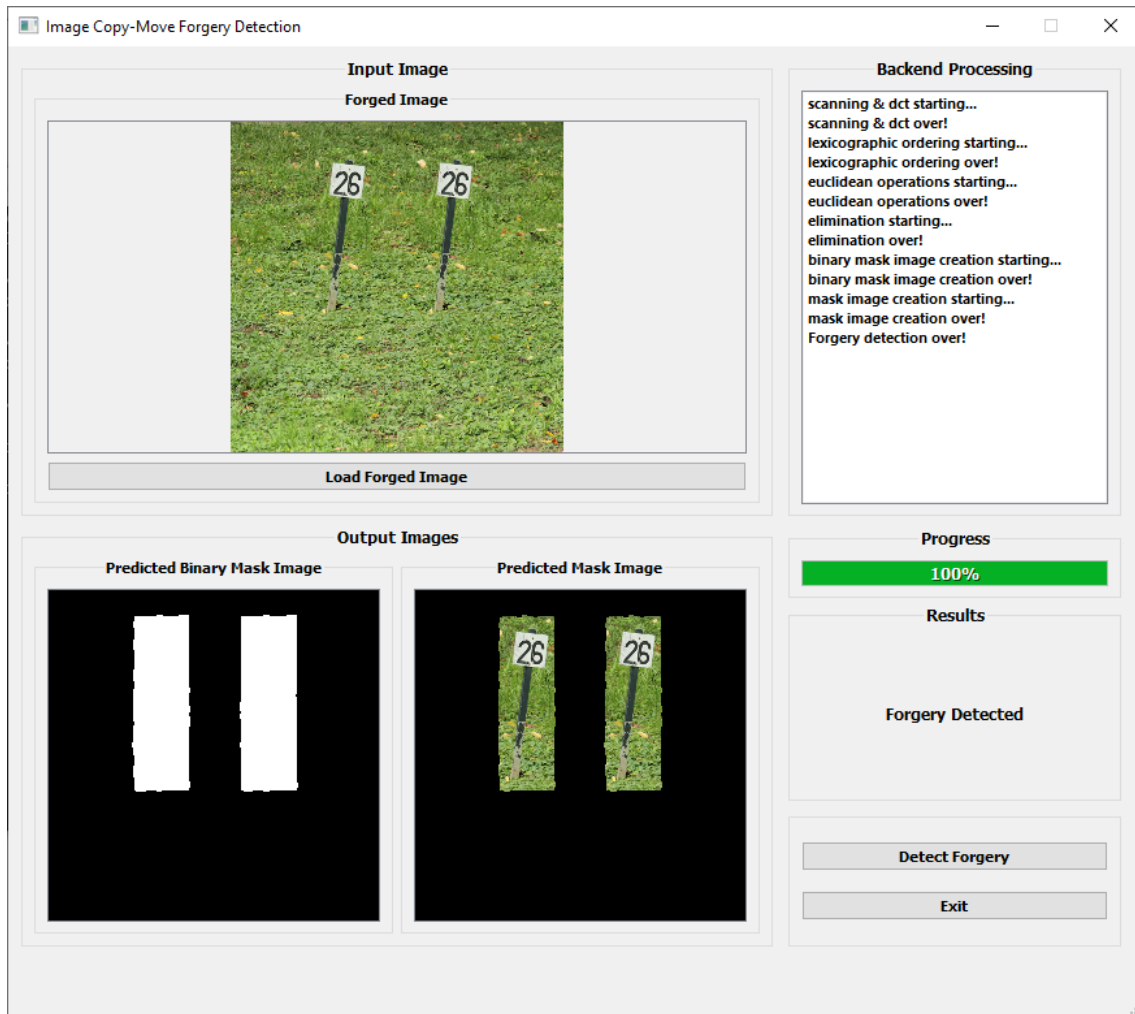 Image Copy-Move Forgery Detection
Input Image
Forged Image
26 26
Load Forged Image
Backend Processing
scanning & dct starting...
scanning & dct over!
lexicographic ordering starting...
lexicographic ordering over!
euclidean operations starting...
euclidean operations over!
elimination starting...
elimination over!
binary mask image creation starting...
binary mask image creation over!
mask image creation starting...
mask image creation over!
Forgery detection over!
Output Images
Predicted Binary Mask Image
Predicted Mask Image
26 26
Progress
100%
Results
Forgery Detected
Detect Forgery
Exit